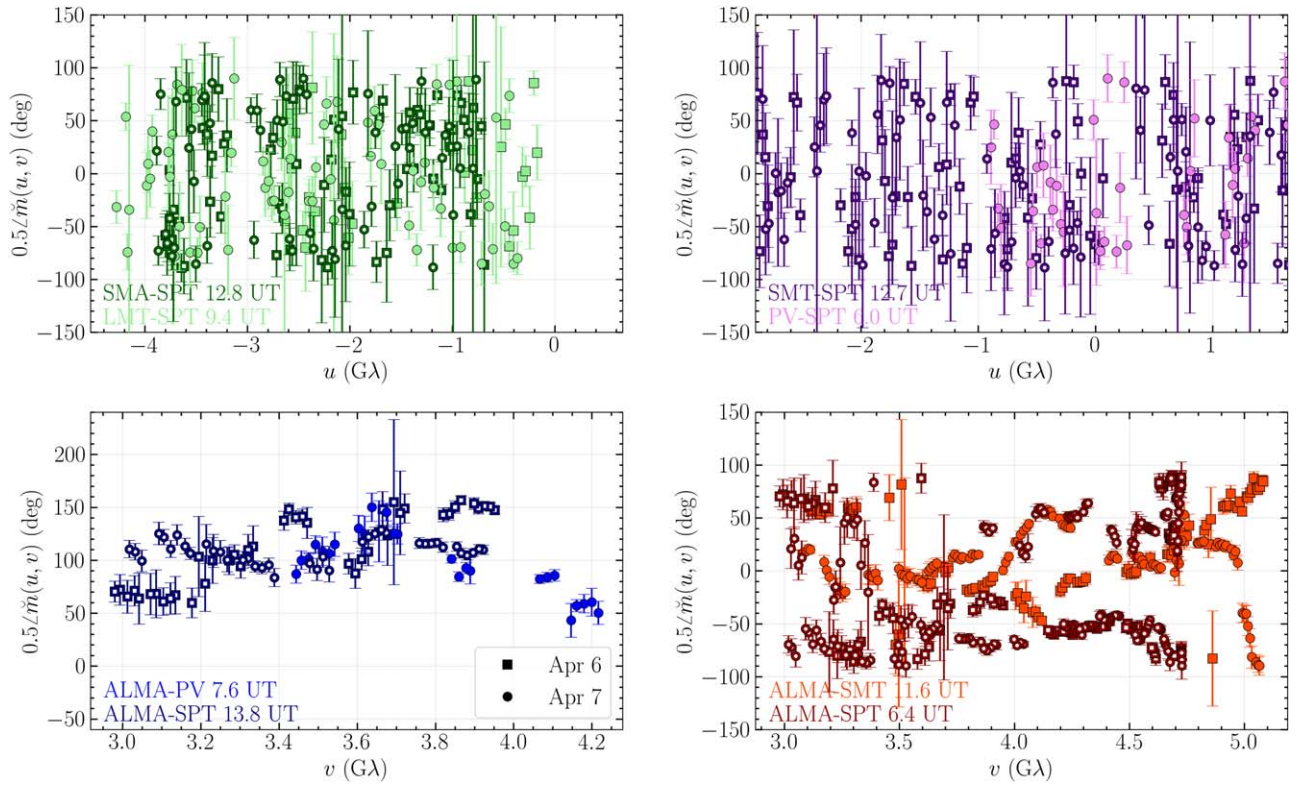 150
100
50
0
−50
−100
−150
0.5∠m̆(u, v) (deg)
SMA-SPT 12.8 UT
LMT-SPT 9.4 UT
−4 −3 −2 −1 0
u (Gλ)
150
100
50
0
−50
−100
−150
0.5∠m̆(u, v) (deg)
SMT-SPT 12.7 UT
PV-SPT 6.0 UT
−2 −1 0 1
u (Gλ)
200
150
100
50
0
−50
0.5∠m̆(u, v) (deg)
Apr 6
Apr 7
ALMA-PV 7.6 UT
ALMA-SPT 13.8 UT
3.0 3.2 3.4 3.6 3.8 4.0 4.2
v (Gλ)
150
100
50
0
−50
−100
−150
0.5∠m̆(u, v) (deg)
ALMA-SMT 11.6 UT
ALMA-SPT 6.4 UT
3.0 3.5 4.0 4.5 5.0
v (Gλ)